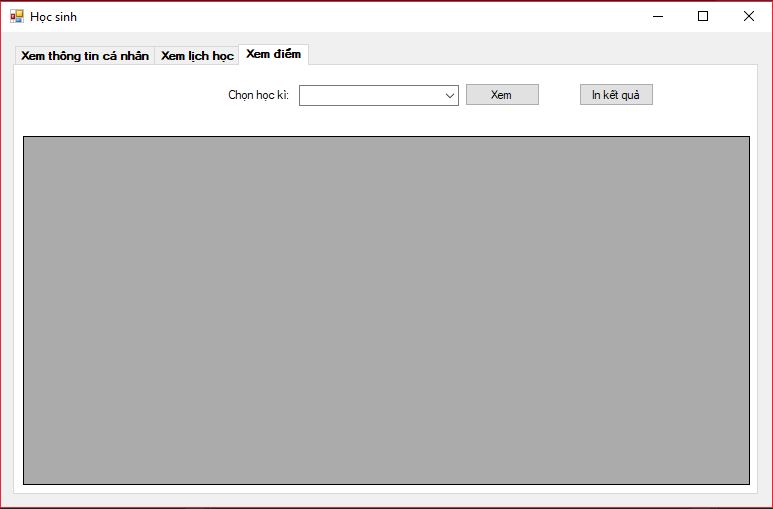 Học sinh
Xem thông tin cá nhân Xem lịch học Xem điểm
Chọn học kì: Xem In kết quả